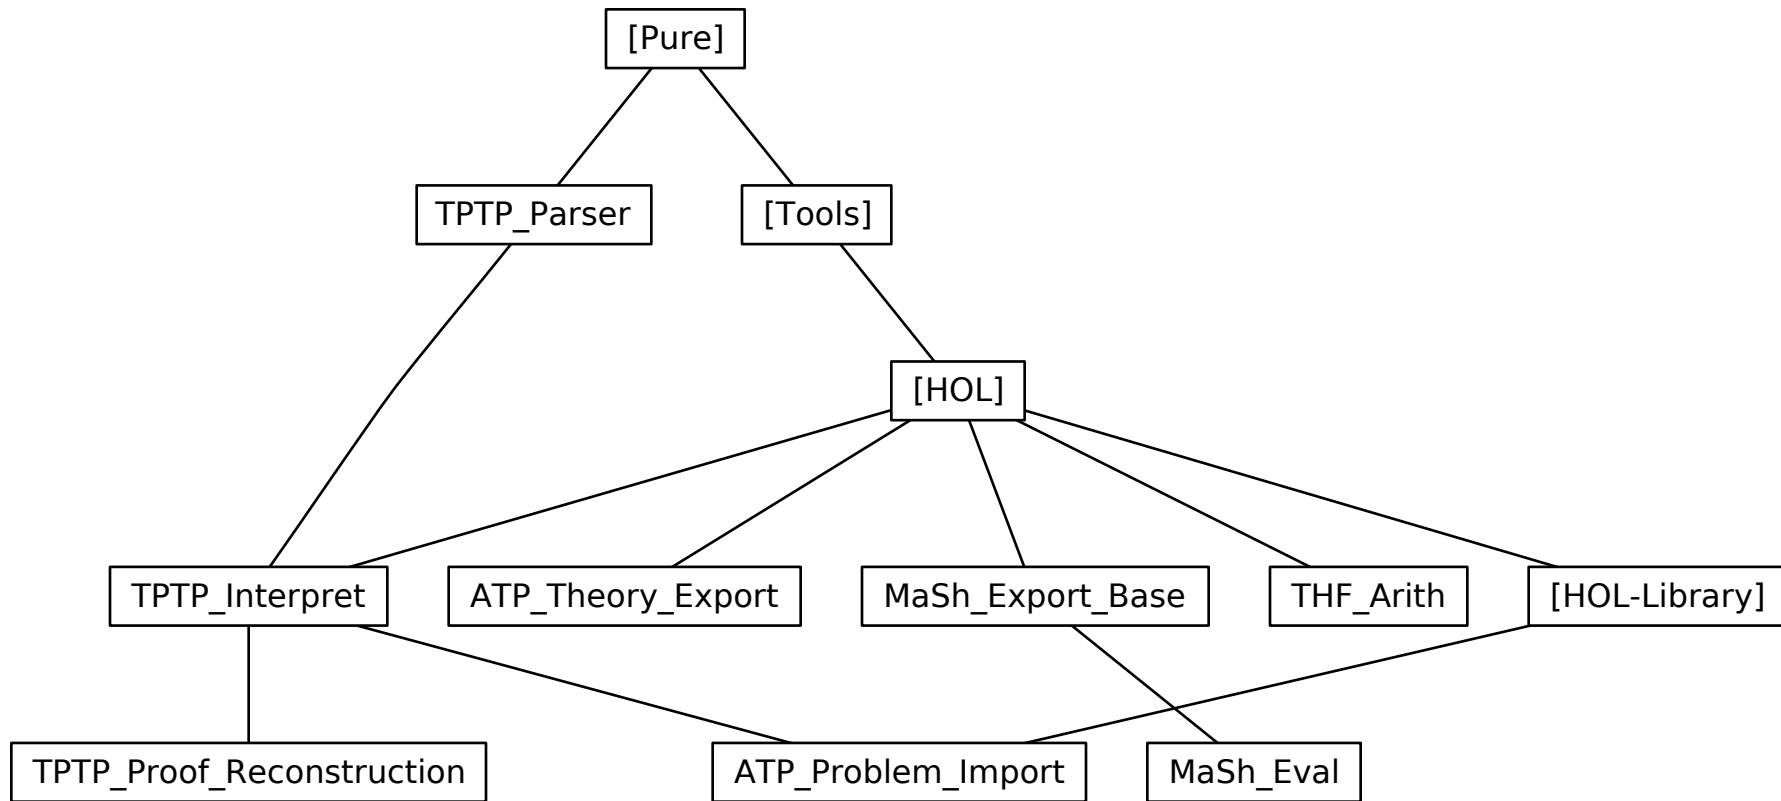 [Pure]
TPTP_Parser
[Tools]
[HOL]
TPTP_Interpret
ATP_Theory_Export
MaSh_Export_Base
THF_Arith
[HOL-Library]
TPTP_Proof_Reconstruction
ATP_Problem_Import
MaSh_Eval